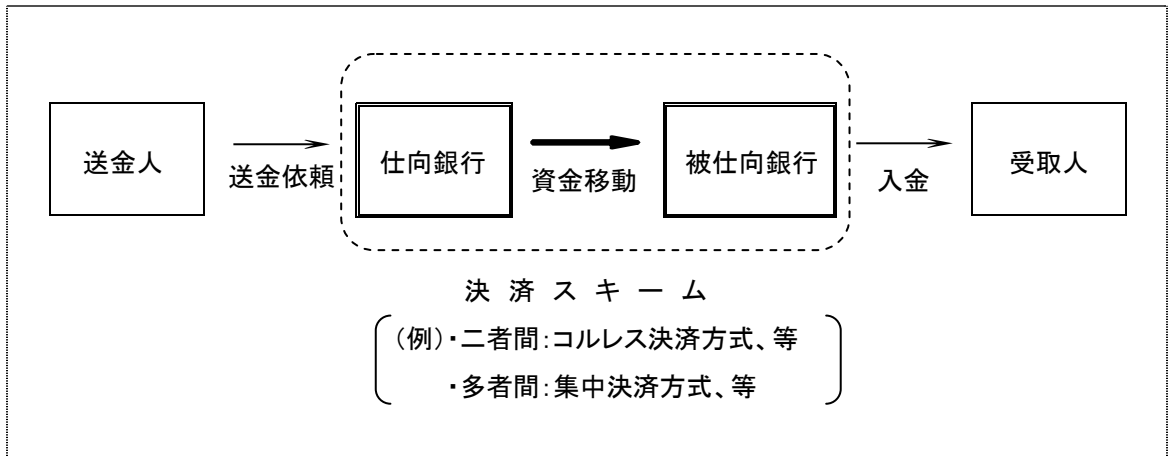 送金人
送金依頼
仕向銀行
資金移動
被仕向銀行
入金
受取人
決済スキーム
(例)・二者間:コルレス決済方式、等
・多者間:集中決済方式、等